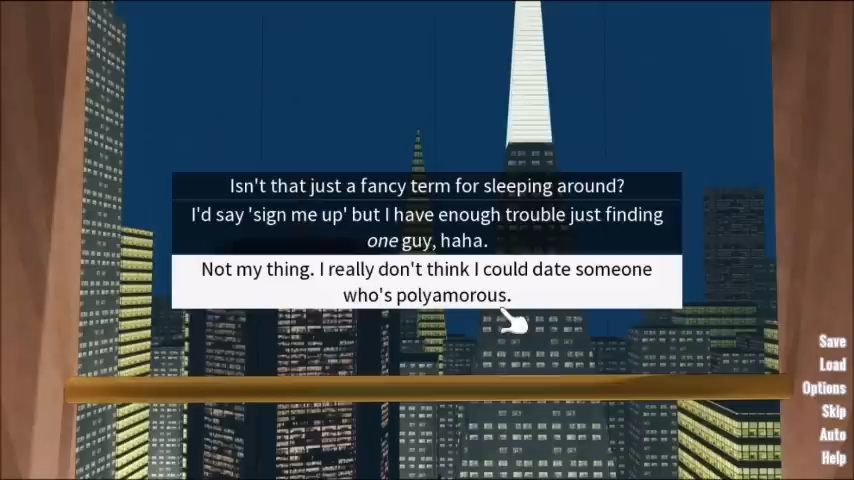 Isn't that just a fancy term for sleeping around?
I'd say 'sign me up' but I have enough trouble just finding
one guy, haha.
Not my thing. I really don't think I could date someone
who's polyamorous.
Save
Load
Options
Skip
Auto
Help